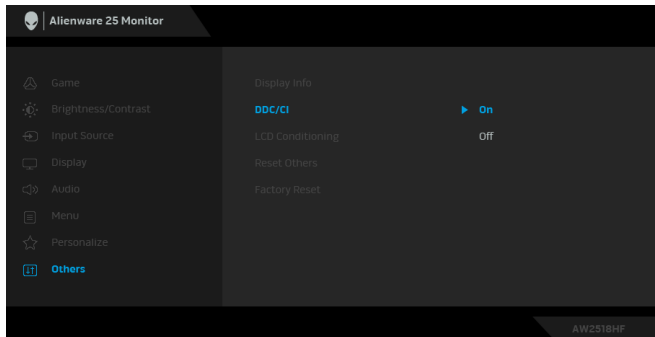 Alienware 25 Monitor
Game
Display Info
Brightness/Contrast
DDC/CI
On
Input Source
LCD Conditioning
Off
Display
Reset Others
Audio
Factory Reset
Menu
Personalize
Others
AW2518HF